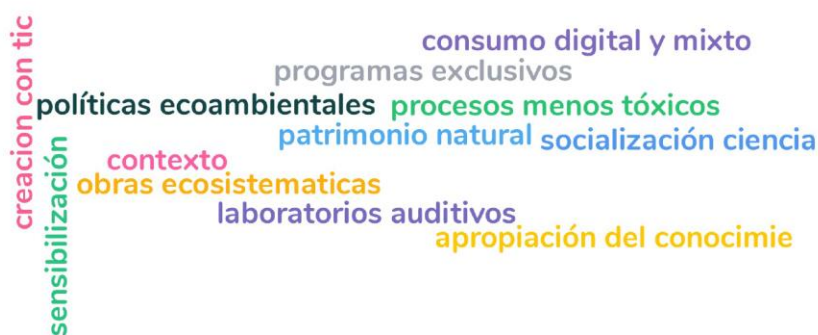 creacion con tic
consumo digital y mixto
programas exclusivos
políticas ecoambientales
procesos menos tóxicos
patrimonio natural
socialización ciencia
contexto
sensibilización
obras ecosistematicas
laboratorios auditivos
apropiación del conocimie